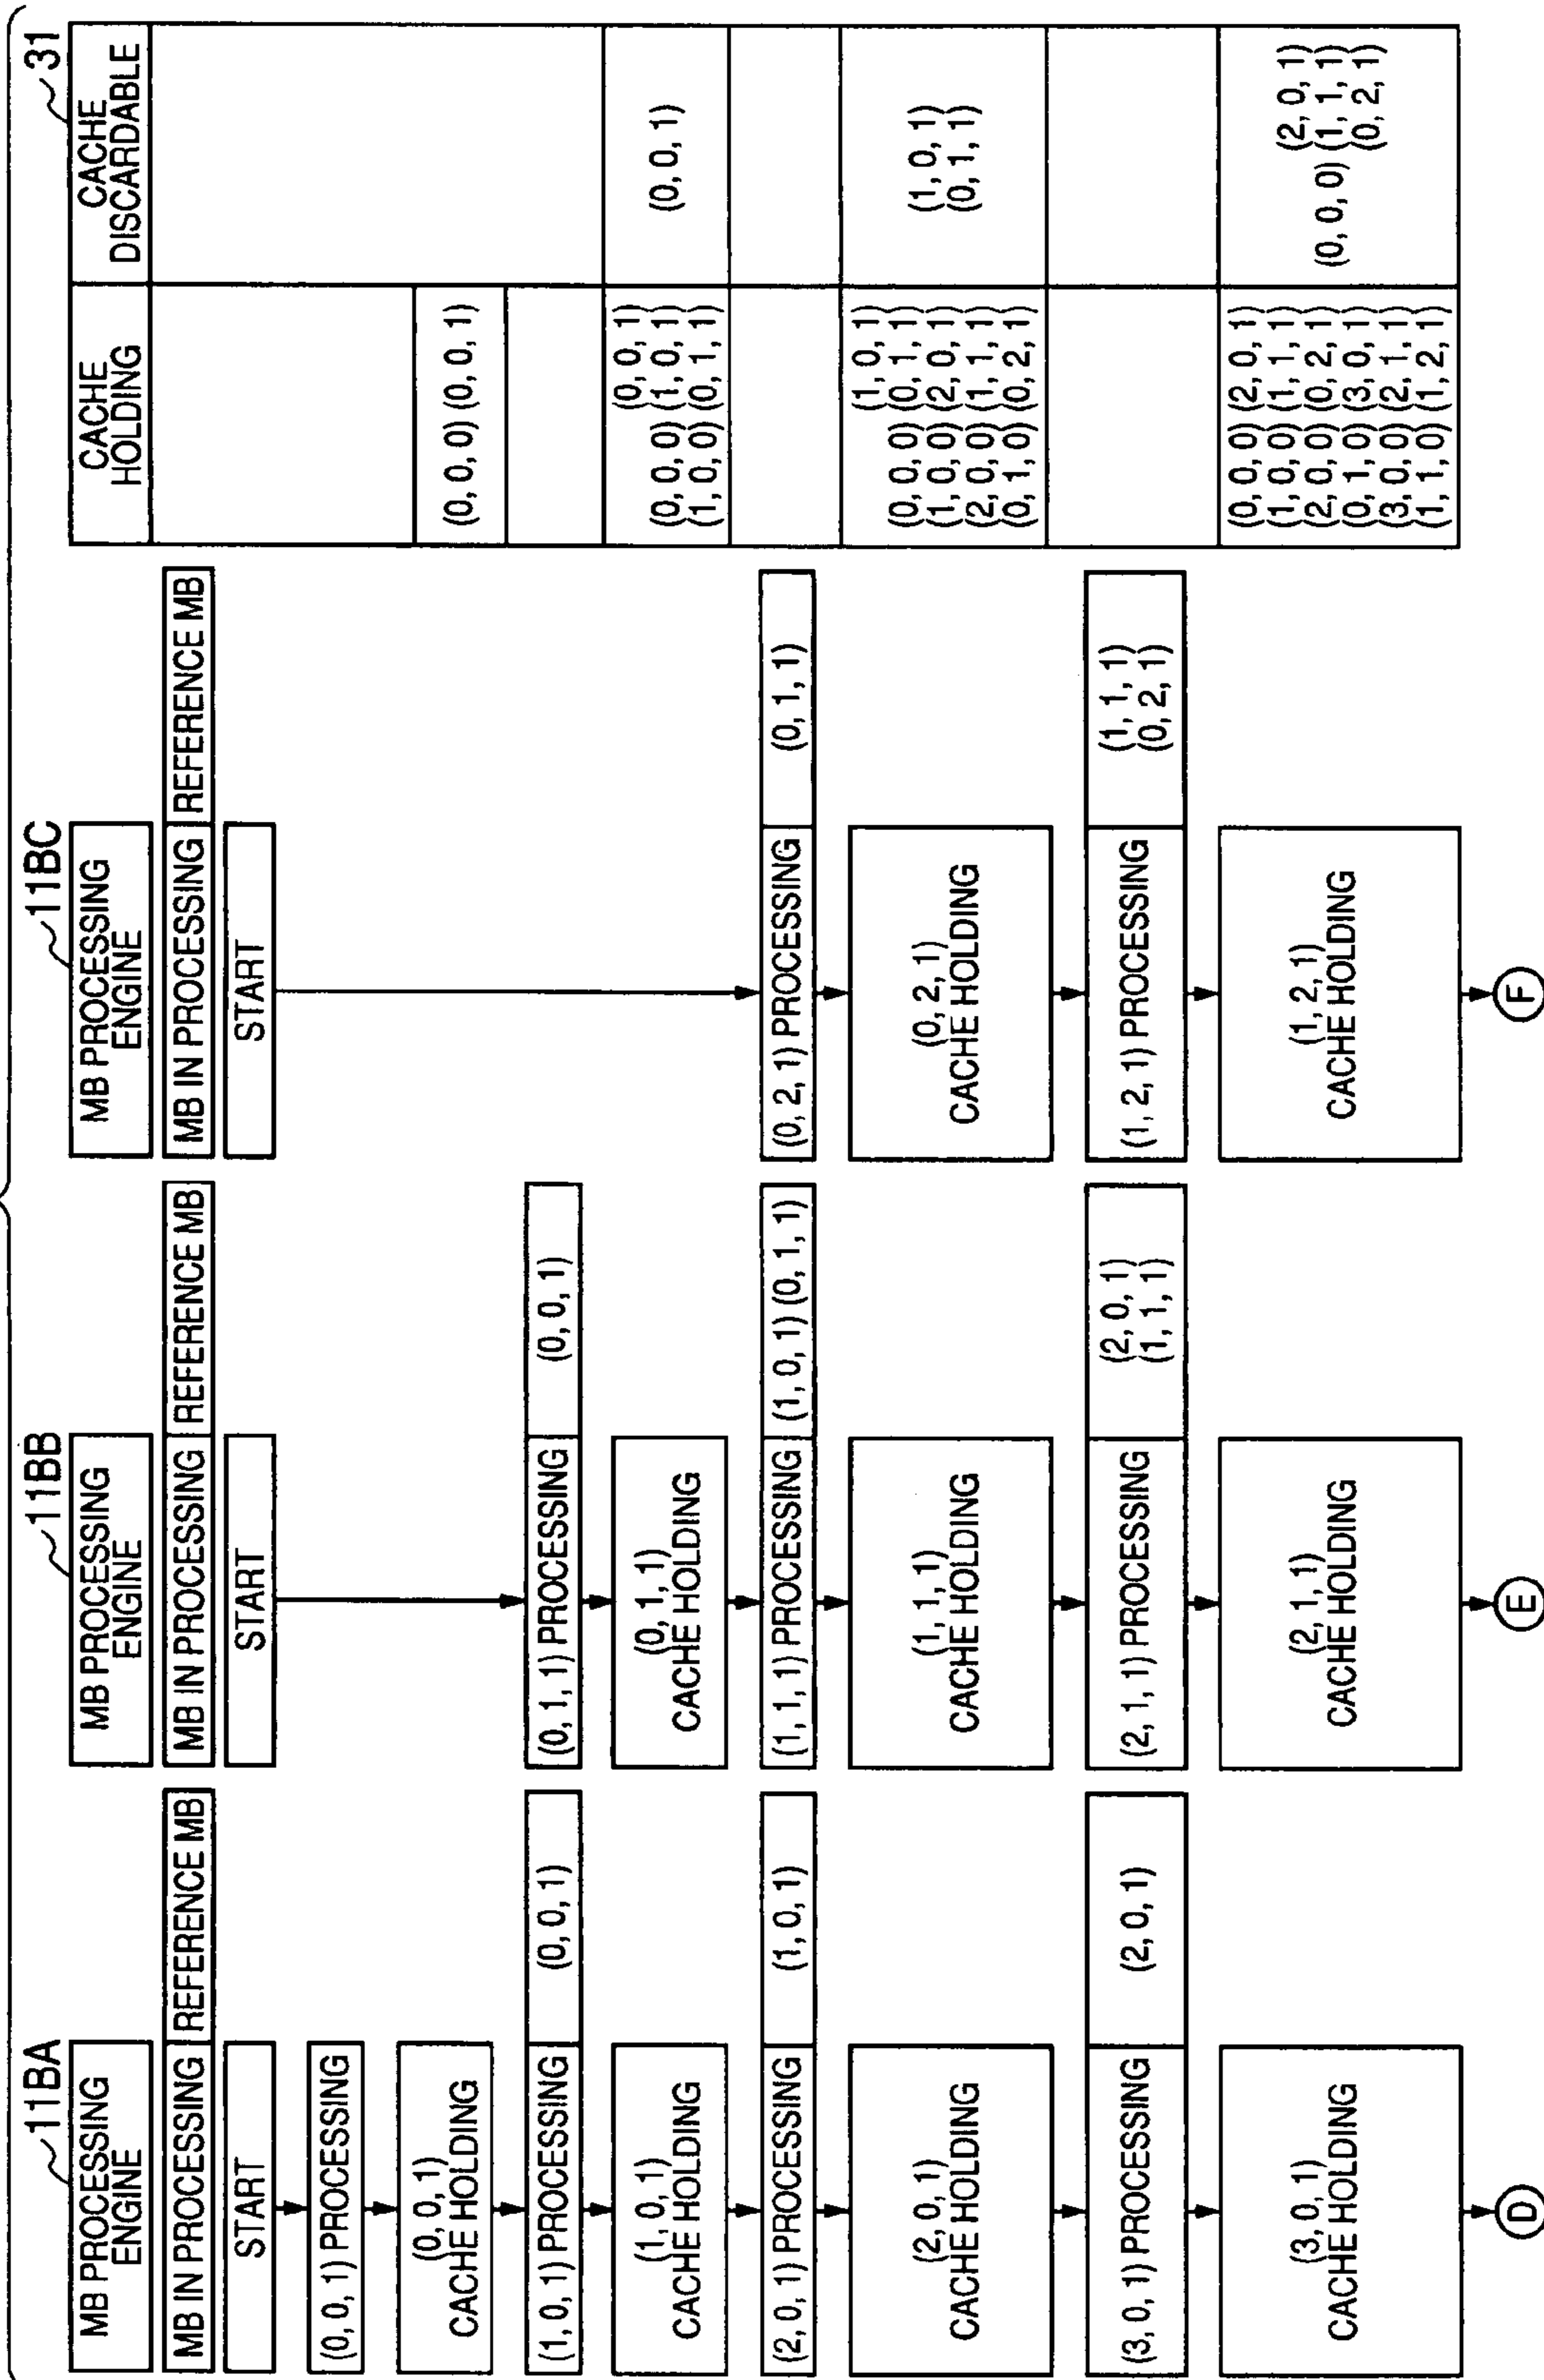 11BA
MB PROCESSING
ENGINE
MB IN PROCESSING
REFERENCE MB
START
(0, 0, 1) PROCESSING
(0, 0, 1)
CACHE HOLDING
(1, 0, 1) PROCESSING
(0, 0, 1)
(1, 0, 1)
CACHE HOLDING
(2, 0, 1) PROCESSING
(1, 0, 1)
(2, 0, 1)
CACHE HOLDING
(3, 0, 1) PROCESSING
(2, 0, 1)
(3, 0, 1)
CACHE HOLDING
D
11BB
MB PROCESSING
ENGINE
MB IN PROCESSING
REFERENCE MB
START
(0, 1, 1) PROCESSING
(0, 0, 1)
(0, 1, 1)
CACHE HOLDING
(1, 1, 1) PROCESSING
(1, 0, 1) (0, 1, 1)
(1, 1, 1)
CACHE HOLDING
(2, 1, 1) PROCESSING
(2, 0, 1)
(1, 1, 1)
(2, 1, 1)
CACHE HOLDING
E
11BC
MB PROCESSING
ENGINE
MB IN PROCESSING
REFERENCE MB
START
(0, 2, 1) PROCESSING
(0, 1, 1)
(0, 2, 1)
CACHE HOLDING
(1, 2, 1) PROCESSING
(1, 1, 1)
(0, 2, 1)
(1, 2, 1)
CACHE HOLDING
F
31
CACHE
HOLDING
CACHE
DISCARDABLE
(0, 0, 0) (0, 0, 1)
(0, 0, 1)
(0, 0, 0) (1, 0, 1)
(1, 0, 0) (0, 1, 1)
(0, 0, 1)
(1, 0, 1)
(0, 0, 0) (0, 1, 1)
(1, 0, 0) (2, 0, 1)
(2, 0, 0) (1, 1, 1)
(0, 1, 0) (0, 2, 1)
(1, 0, 1)
(0, 1, 1)
(0, 0, 0) (2, 0, 1)
(1, 0, 0) (1, 1, 1)
(2, 0, 0) (0, 2, 1)
(0, 1, 0) (3, 0, 1)
(3, 0, 0) (2, 1, 1)
(1, 1, 0) (1, 2, 1)
(2, 0, 1)
(0, 0, 0) (1, 1, 1)
(0, 2, 1)